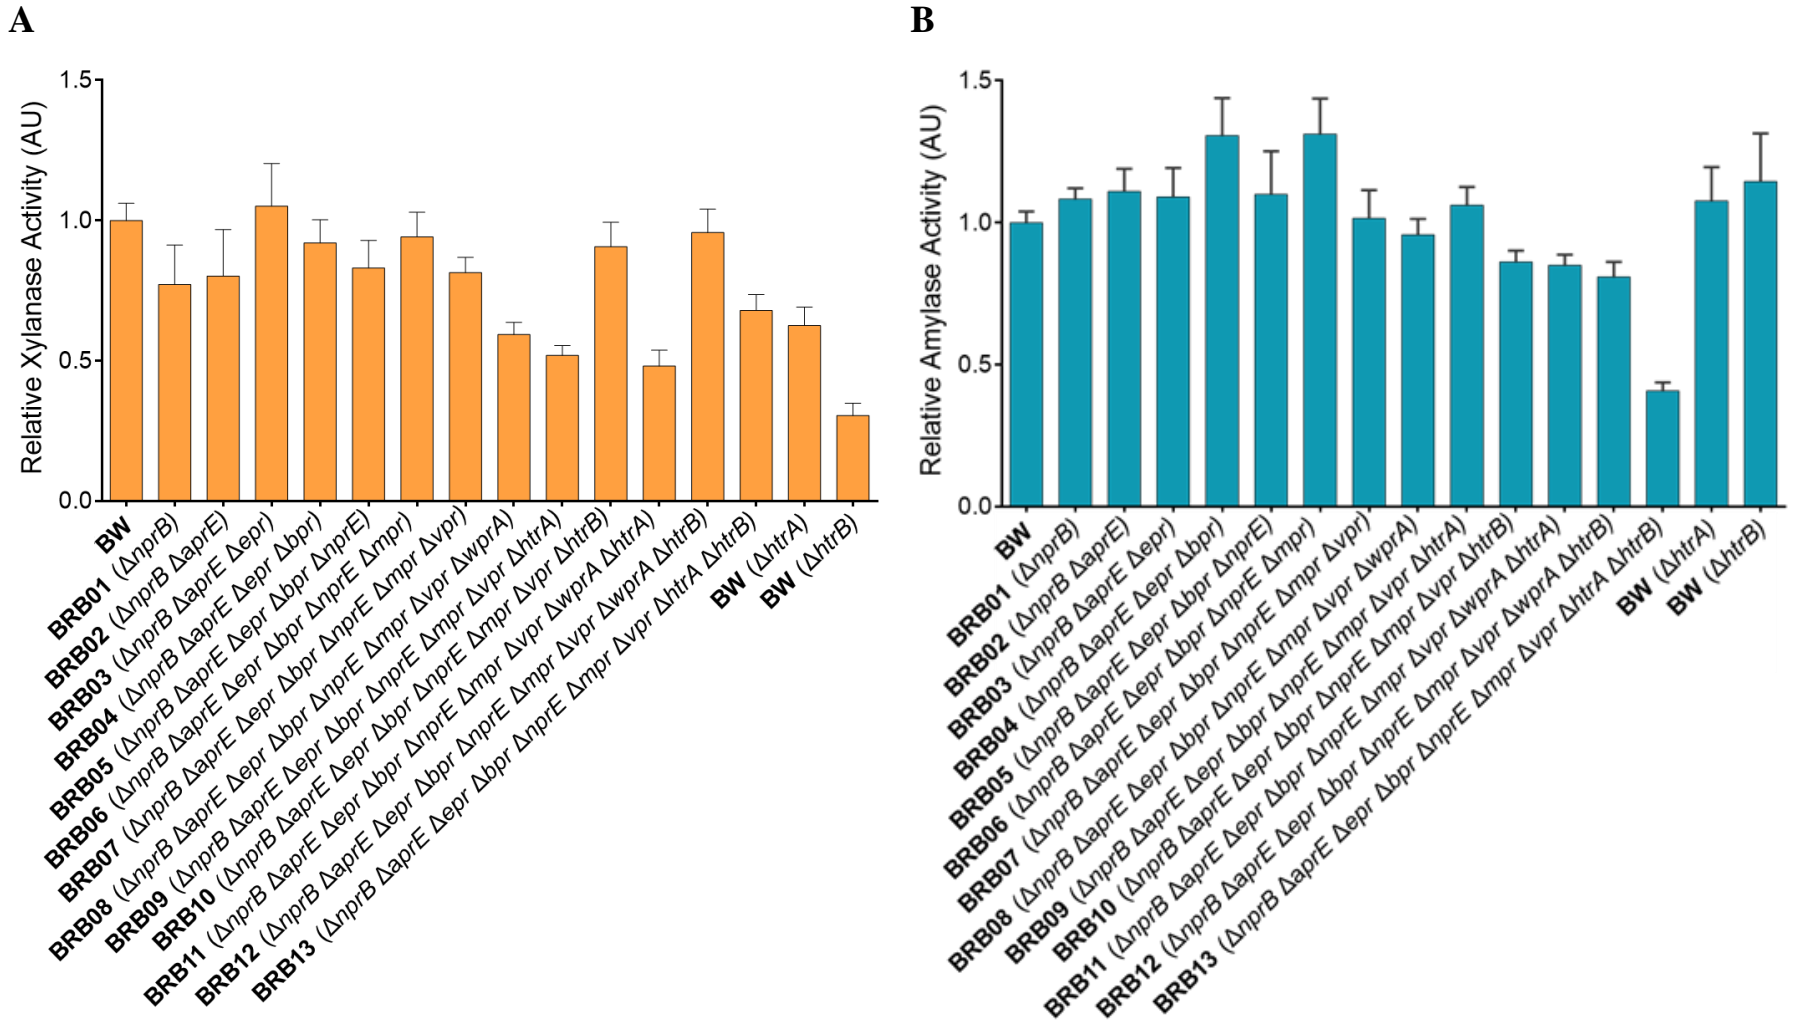 A
Relative Xylanase Activity (AU)
1.5
1.0
0.5
0.0
BW
BRB01 (ΔnprB)
BRB02 (ΔnprB ΔaprE)
BRB03 (ΔnprB ΔaprE Δepr)
BRB04 (ΔnprB ΔaprE Δepr Δbpr)
BRB05 (ΔnprB ΔaprE Δepr Δbpr ΔnprE)
BRB06 (ΔnprB ΔaprE Δepr Δbpr ΔnprE Δmpr)
BRB07 (ΔnprB ΔaprE Δepr Δbpr ΔnprE Δmpr Δvpr)
BRB08 (ΔnprB ΔaprE Δepr Δbpr ΔnprE Δmpr Δvpr ΔwprA)
BRB09 (ΔnprB ΔaprE Δepr Δbpr ΔnprE Δmpr Δvpr ΔhtrA)
BRB10 (ΔnprB ΔaprE Δepr Δbpr ΔnprE Δmpr Δvpr ΔhtrB)
BRB11 (ΔnprB ΔaprE Δepr Δbpr ΔnprE Δmpr Δvpr ΔwprA ΔhtrA)
BRB12 (ΔnprB ΔaprE Δepr Δbpr ΔnprE Δmpr Δvpr ΔwprA ΔhtrB)
BRB13 (ΔnprB ΔaprE Δepr Δbpr ΔnprE Δmpr Δvpr ΔhtrA ΔhtrB)
BW (ΔhtrA)
BW (ΔhtrB)
B
Relative Amylase Activity (AU)
1.5
1.0
0.5
0.0
BW
BRB01 (ΔnprB)
BRB02 (ΔnprB ΔaprE)
BRB03 (ΔnprB ΔaprE Δepr)
BRB04 (ΔnprB ΔaprE Δepr Δbpr)
BRB05 (ΔnprB ΔaprE Δepr Δbpr ΔnprE)
BRB06 (ΔnprB ΔaprE Δepr Δbpr ΔnprE Δmpr)
BRB07 (ΔnprB ΔaprE Δepr Δbpr ΔnprE Δmpr Δvpr)
BRB08 (ΔnprB ΔaprE Δepr Δbpr ΔnprE Δmpr Δvpr ΔwprA)
BRB09 (ΔnprB ΔaprE Δepr Δbpr ΔnprE Δmpr Δvpr ΔhtrA)
BRB10 (ΔnprB ΔaprE Δepr Δbpr ΔnprE Δmpr Δvpr ΔhtrB)
BRB11 (ΔnprB ΔaprE Δepr Δbpr ΔnprE Δmpr Δvpr ΔwprA ΔhtrA)
BRB12 (ΔnprB ΔaprE Δepr Δbpr ΔnprE Δmpr Δvpr ΔwprA ΔhtrB)
BRB13 (ΔnprB ΔaprE Δepr Δbpr ΔnprE Δmpr Δvpr ΔhtrA ΔhtrB)
BW (ΔhtrA)
BW (ΔhtrB)